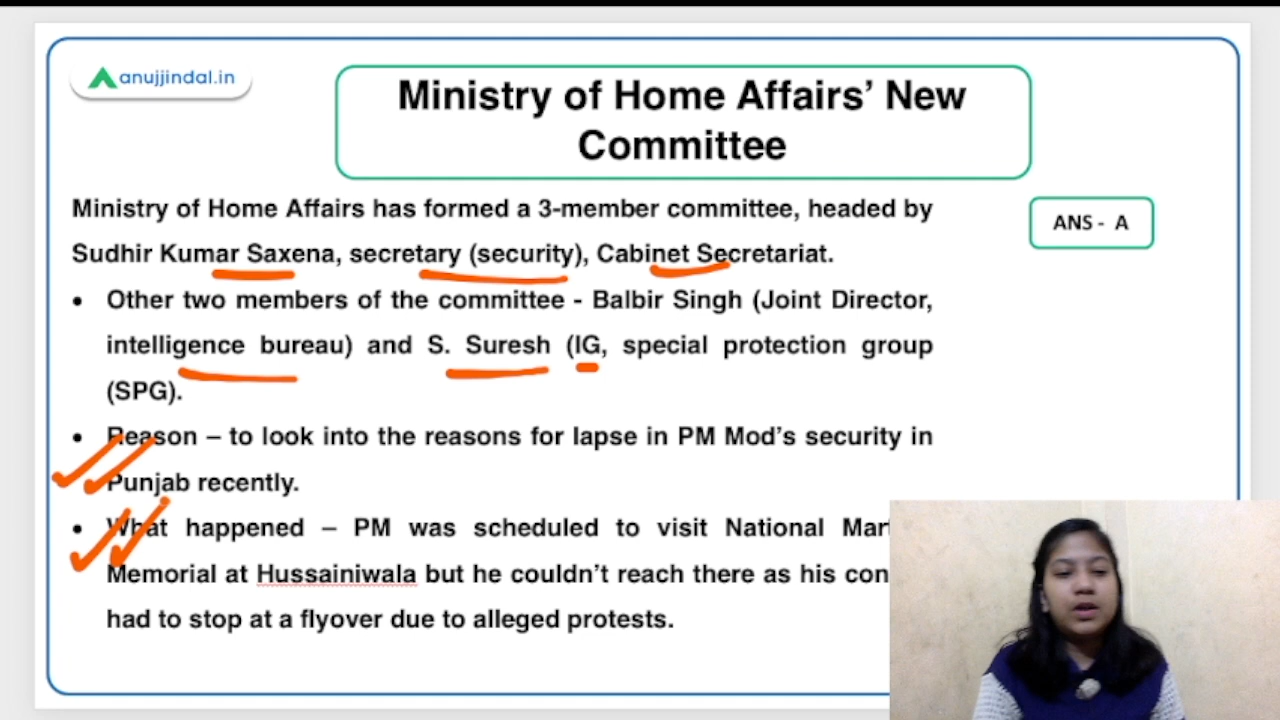 anujjindal.in
Ministry of Home Affairs’ New
Committee
Ministry of Home Affairs has formed a 3-member committee, headed by
Sudhir Kumar Saxena, secretary (security), Cabinet Secretariat.
ANS - A
• Other two members of the committee - Balbir Singh (Joint Director,
intelligence bureau) and S. Suresh (IG, special protection group
(SPG).
• Reason – to look into the reasons for lapse in PM Mod’s security in
Punjab recently.
• What happened – PM was scheduled to visit National
Memorial at Hussainiwala but he couldn’t reach there as his
had to stop at a flyover due to alleged protests.